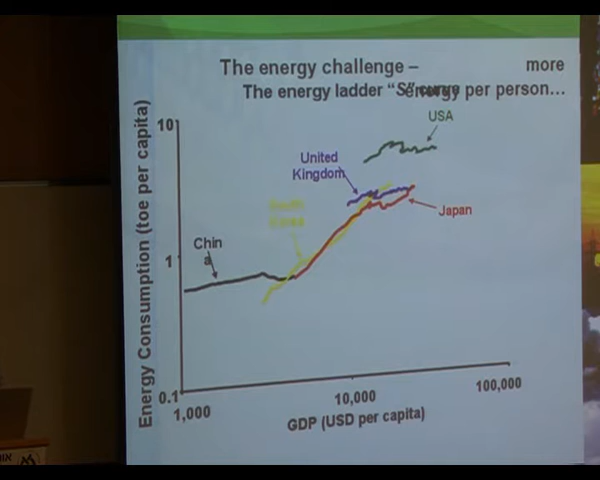 The energy challenge – more
The energy ladder “S” curve energy per person…
Energy Consumption (toe per capita)
10
1
0.1
USA
United
Kingdom
South
Korea
Japan
Chin
a
1,000
10,000
100,000
GDP (USD per capita)